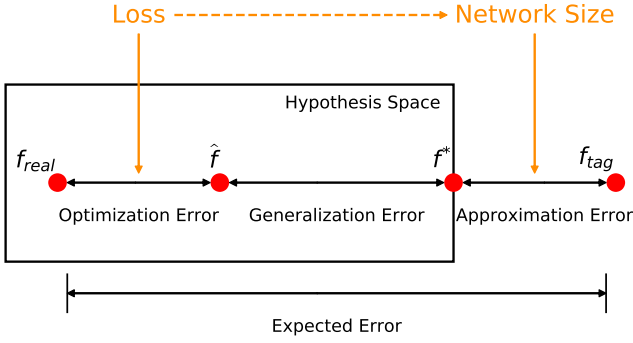 Loss
Network Size
Hypothesis Space
f_real
f̂
f*
f_tag
Optimization Error
Generalization Error
Approximation Error
Expected Error